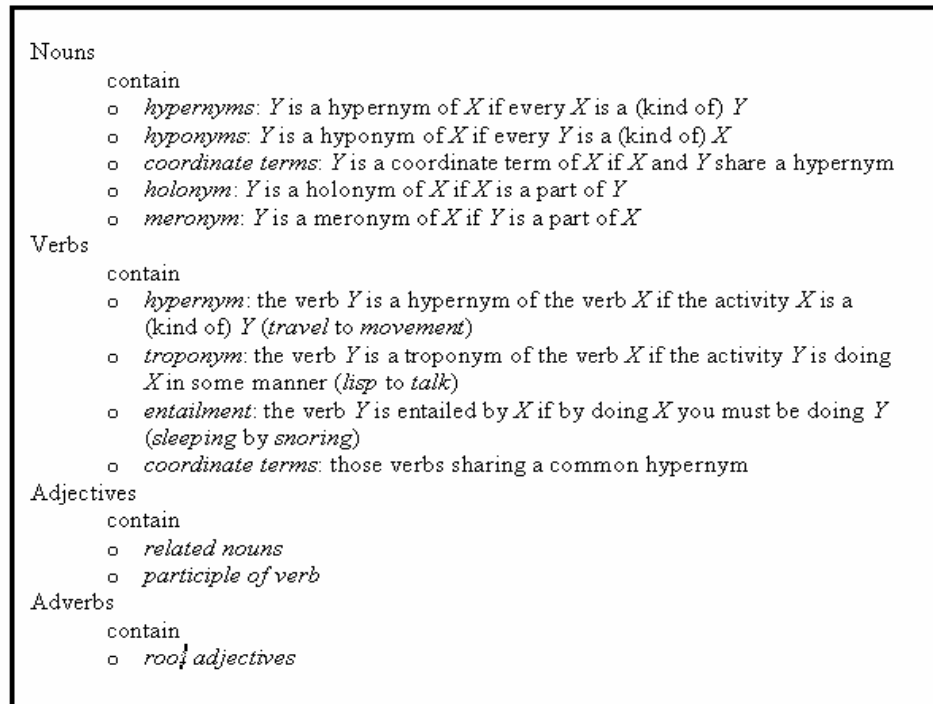 Nouns
contain
o hypernyms: Y is a hypernym of X if every X is a (kind of) Y
o hyponyms: Y is a hyponym of X if every Y is a (kind of) X
o coordinate terms: Y is a coordinate term of X if X and Y share a hypernym
o holonym: Y is a holonym of X if X is a part of Y
o meronym: Y is a meronym of X if Y is a part of X
Verbs
contain
o hypernym: the verb Y is a hypernym of the verb X if the activity X is a
(kind of) Y (travel to movement)
o troponym: the verb Y is a troponym of the verb X if the activity Y is doing
X in some manner (lisp to talk)
o entailment: the verb Y is entailed by X if by doing X you must be doing Y
(sleeping by snoring)
o coordinate terms: those verbs sharing a common hypernym
Adjectives
contain
o related nouns
o participle of verb
Adverbs
contain
o root adjectives